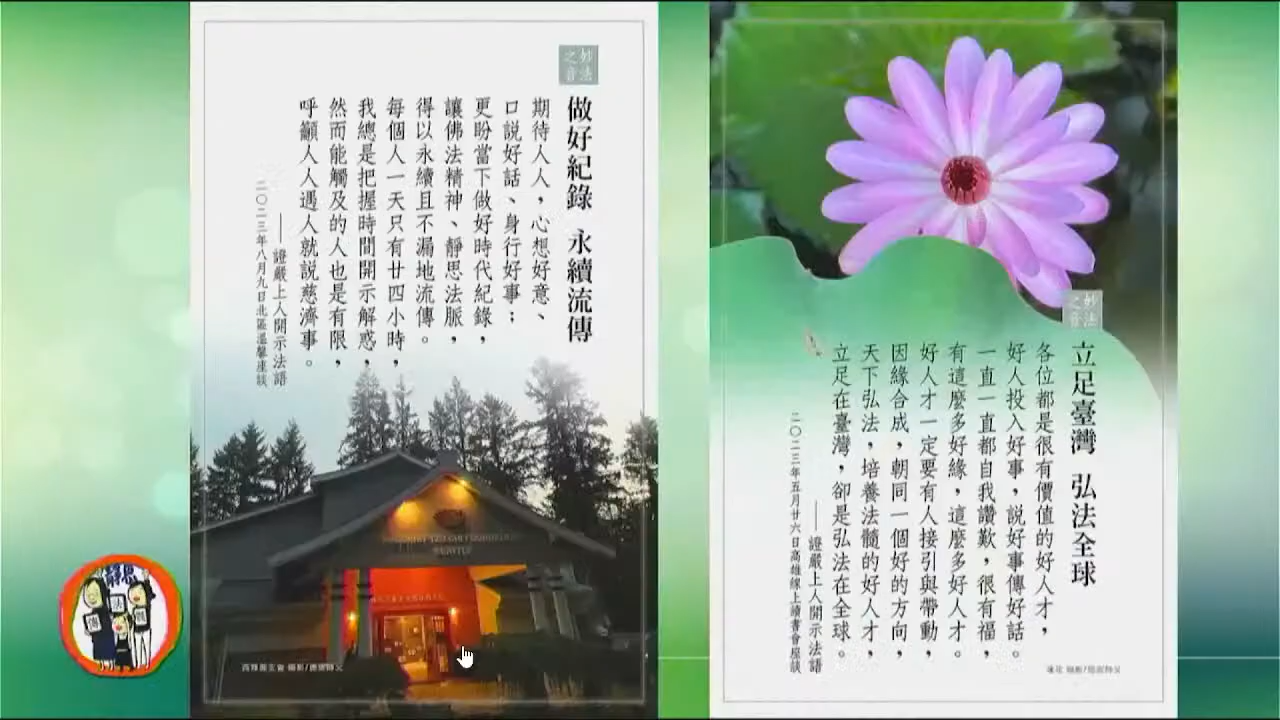 妙法之音
做好紀錄 永續流傳
期待人人，心想好意、
口說好話、身行好事；
更盼當下做好時代紀錄，
讓佛法精神、靜思法脈，
得以永續且不漏地流傳。
每個人一天只有廿四小時，
我總是把握時間開示解惑，
然而能觸及的人也是有限，
呼籲人人遇人就說慈濟事。
——證嚴上人開示法語
二〇二三年八月九日北區溫馨座談
妙法之音
立足臺灣 弘法全球
各位都是很有價值的好人才，
好人投入好事，說好事傳好話。
一直一直都自我讚歎，很有福，
有這麼多好緣，這麼多好人才。
好人才一定要有人接引與帶動，
因緣合成，朝同一個好的方向，
天下弘法，培養法髓的好人才，
立足在臺灣，卻是弘法在全球。
——證嚴上人開示法語
二〇二二年五月廿六日高雄線上讀書會座談
靜思